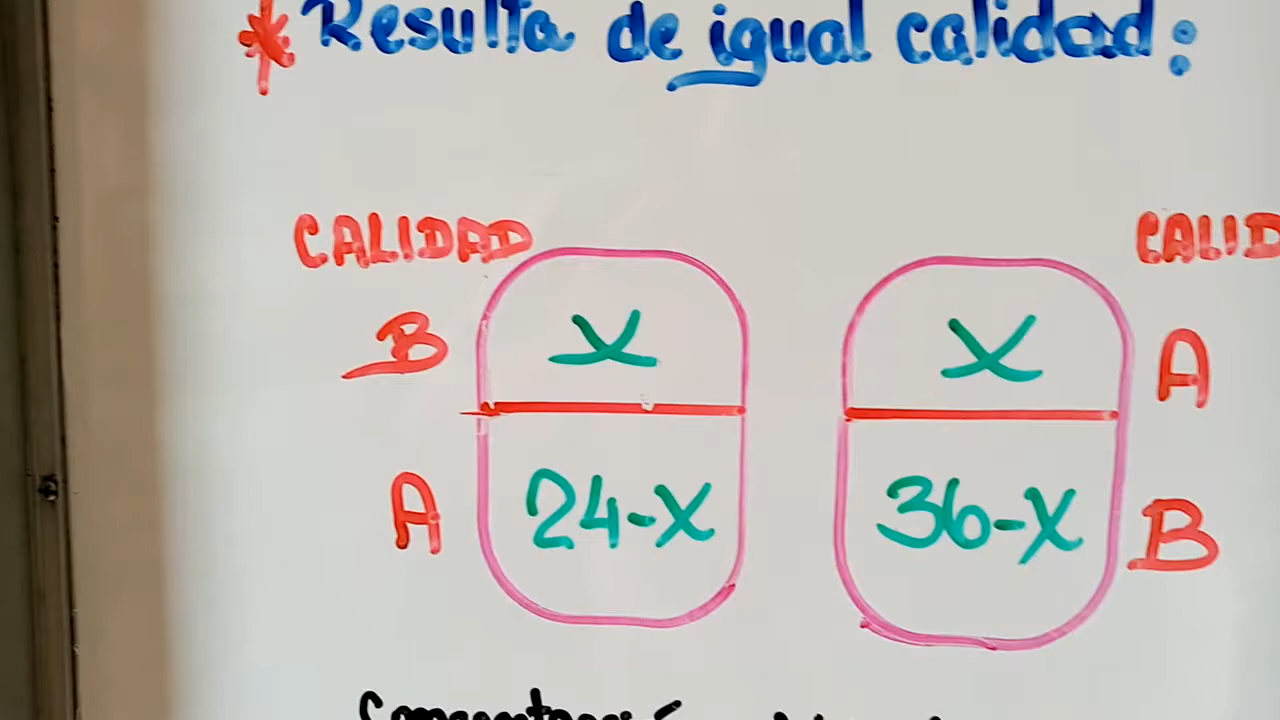 * Resulta de igual calidad:
CALIDAD
B x x A
A 24-x 36-x B